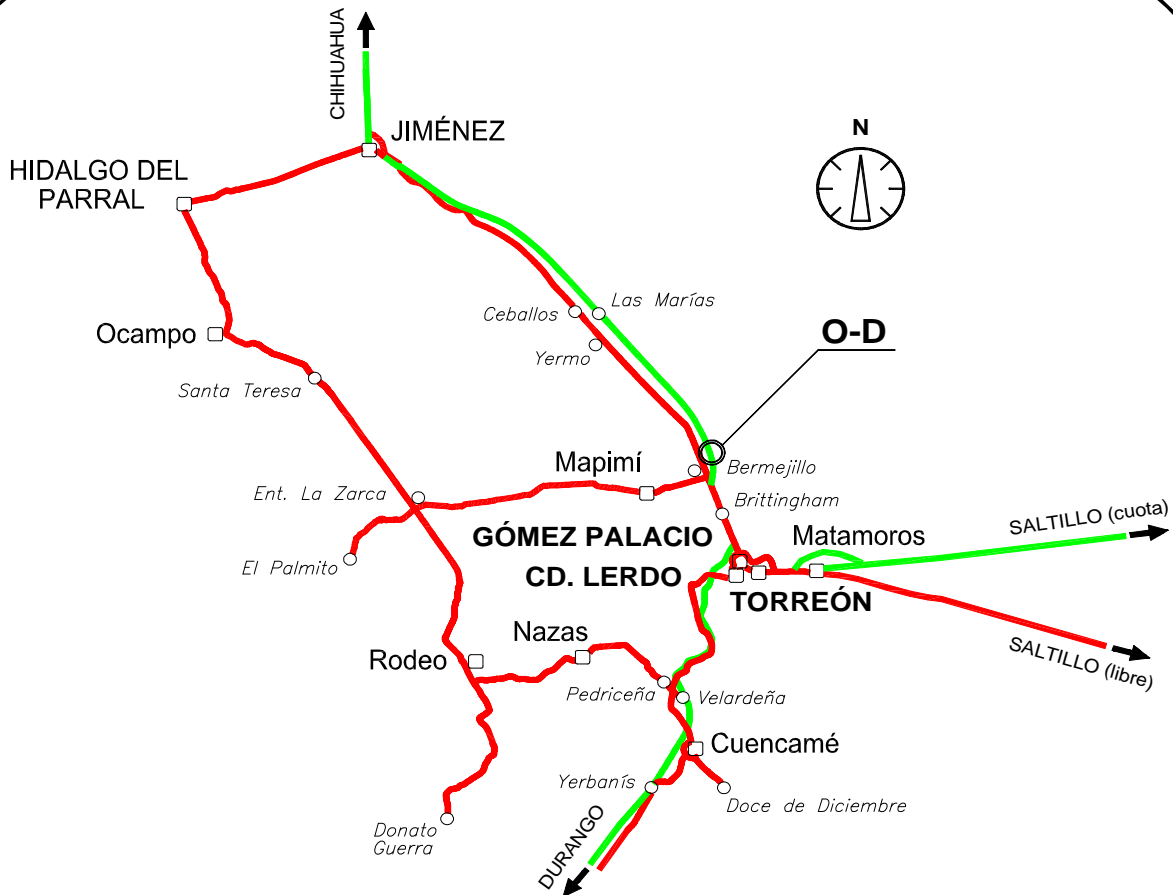 CHIHUAHUA
JIMÉNEZ
N
HIDALGO DEL
PARRAL
Las Marías
Ceballos
Ocampo
O-D
Yermo
Santa Teresa
Mapimí
Bermejillo
Ent. La Zarca
Brittingham
SALTILLO (cuota)
GÓMEZ PALACIO
Matamoros
El Palmito
CD. LERDO
TORREÓN
Nazas
Rodeo
SALTILLO (libre)
Pedriceña
Velardeña
Cuencamé
Yerbanís
Doce de Diciembre
Donato
Guerra
DURANGO